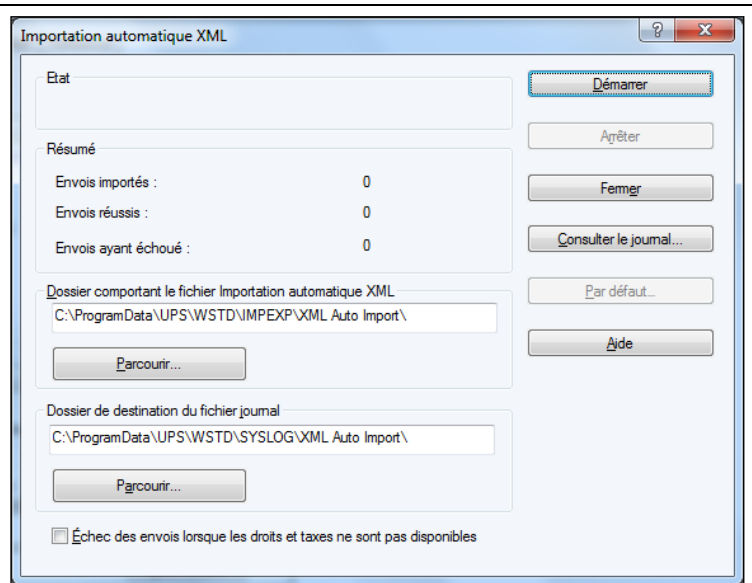 Importation automatique XML
?
Etat
Démarrer
Arrêter
Résumé
Envois importés : 0
Fermer
Envois réussis : 0
Consulter le journal...
Envois ayant échoué : 0
Dossier comportant le fichier Importation automatique XML
Par défaut...
C:\ProgramData\UPS\WSTD\IMPEXP\XML Auto Import\
Aide
Parcourir...
Dossier de destination du fichier journal
C:\ProgramData\UPS\WSTD\SYSLOG\XML Auto Import\
Parcourir...
Échec des envois lorsque les droits et taxes ne sont pas disponibles